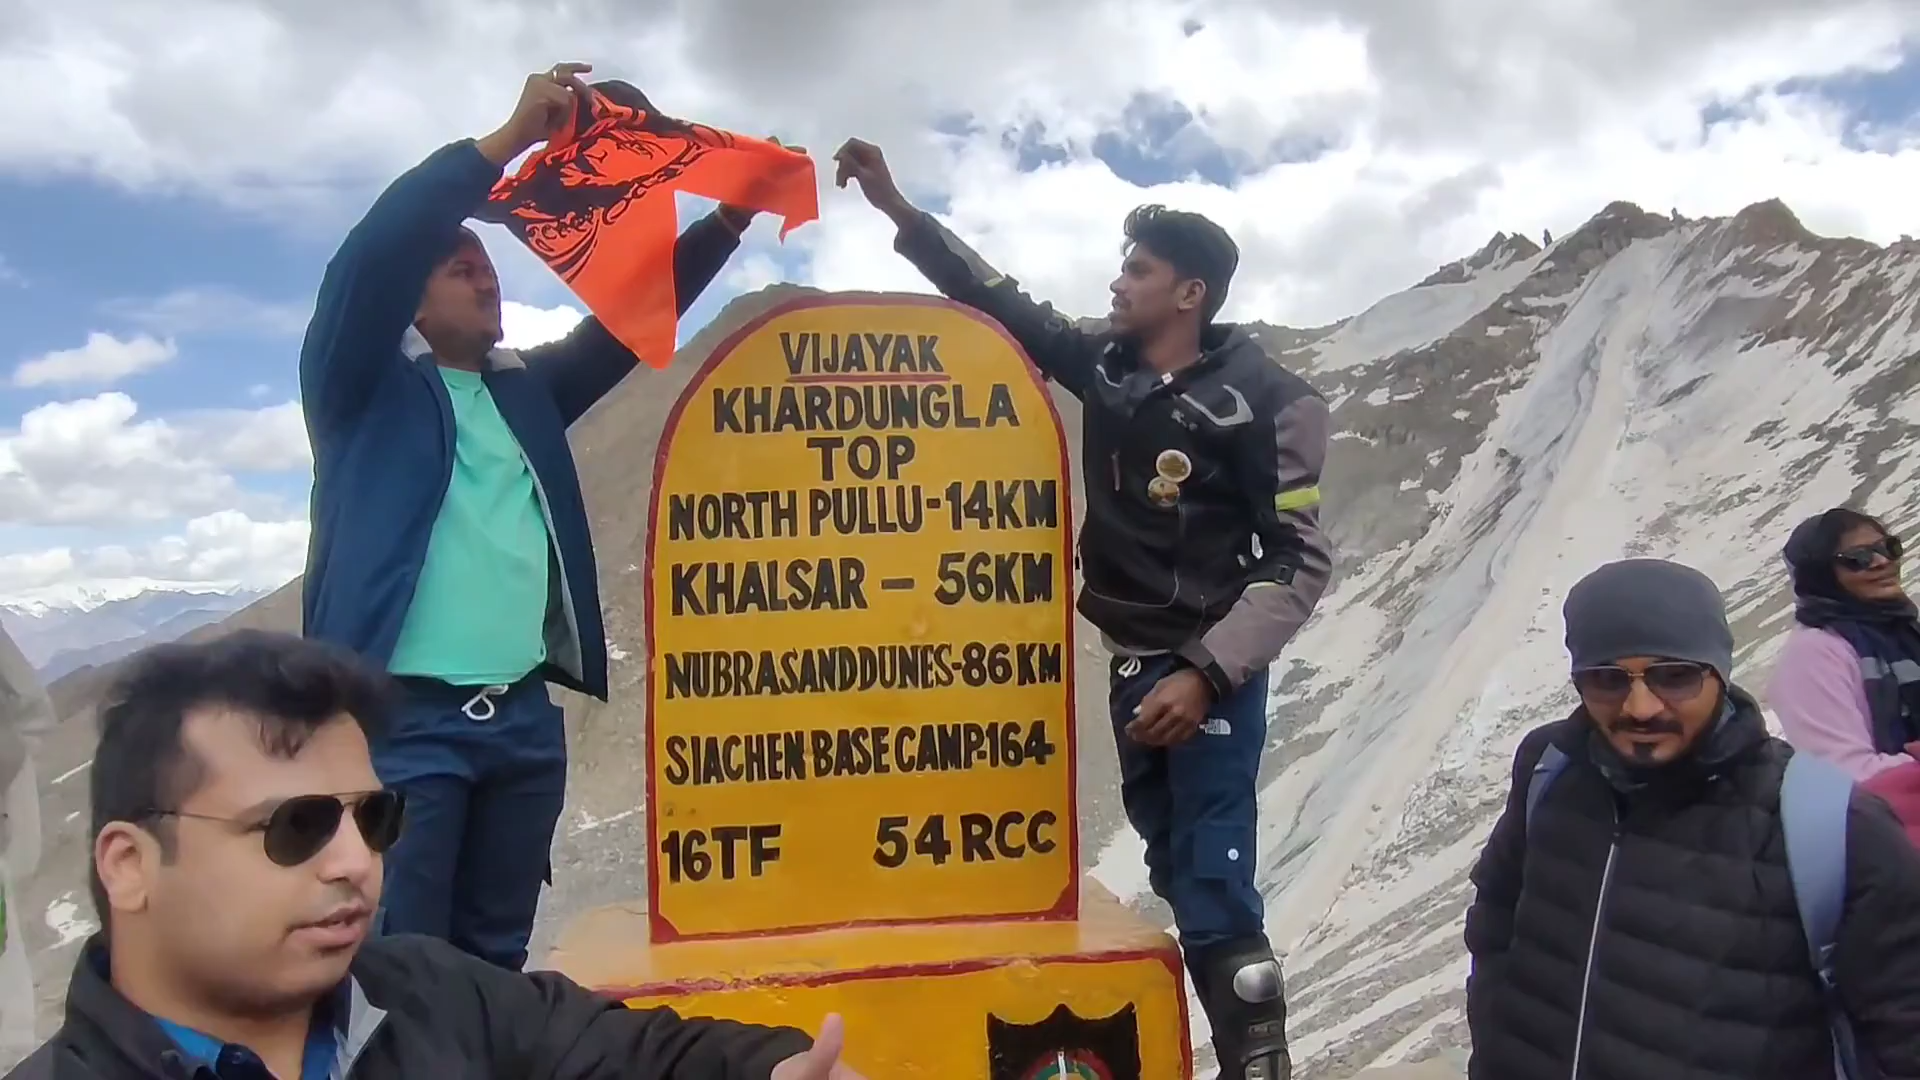 VIJAYAK
KHARDUNGLA
TOP
NORTH PULLU-14KM
KHALSAR – 56KM
NUBRASANDDUNES-86KM
SIACHEN BASE CAMP-164
16TF 54RCC